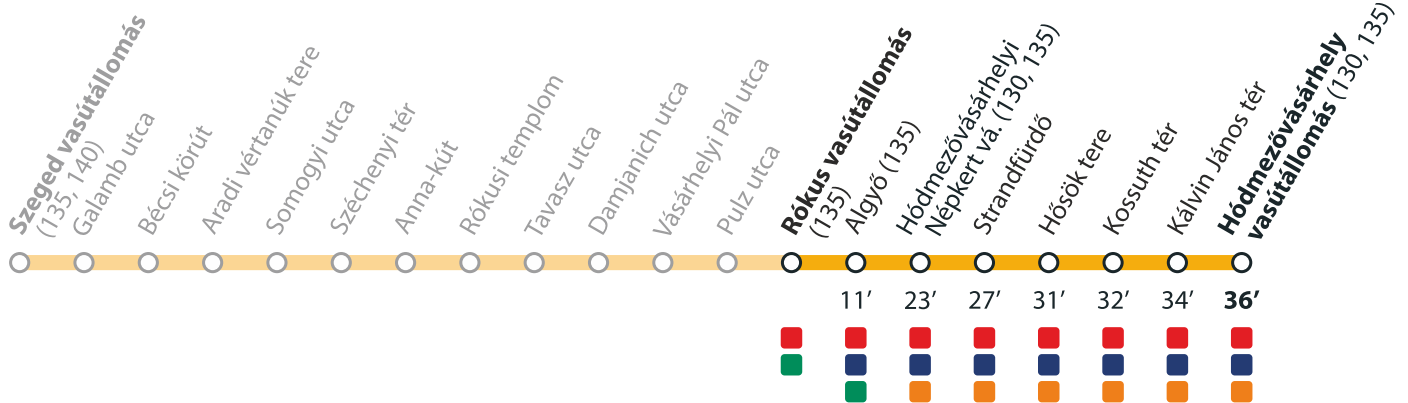 Szeged vasútállomás
(135, 140)
Galamb utca
Bécsi körút
Aradi vértanúk tere
Somogyi utca
Széchenyi tér
Anna-kút
Rókusi templom
Tavasz utca
Damjanich utca
Vásárhelyi Pál utca
Pulz utca
Rókus vasútállomás
(135)
Algyő (135)
Hódmezővásárhelyi
Népkert vá. (130, 135)
Strandfürdő
Hősök tere
Kossuth tér
Kálvin János tér
Hódmezővásárhely
vasútállomás (130, 135)
11’
23’
27’
31’
32’
34’
36’